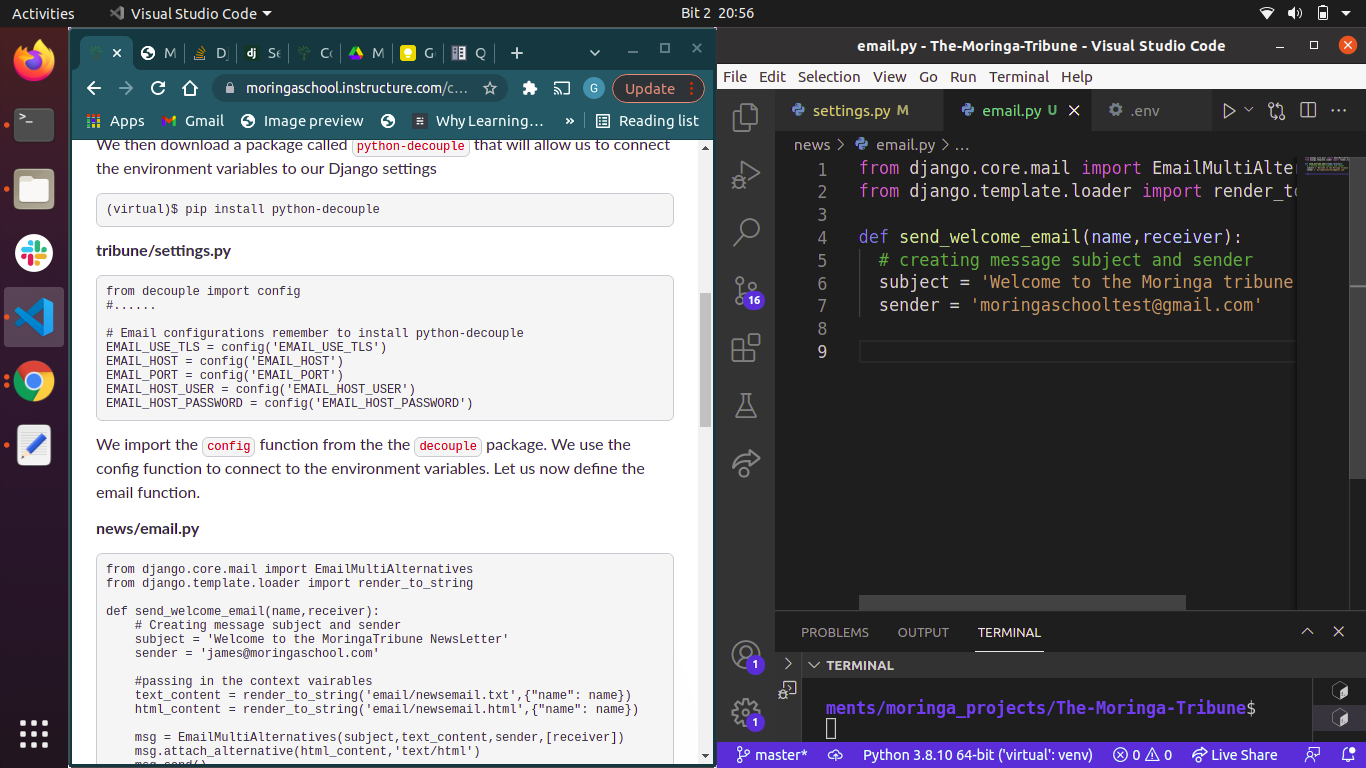 Activities
Visual Studio Code
Bit 2 20:56
M
D
Se
Co
M
G
Q
moringaschool.instructure.com/c…
G
Update
Apps
Gmail
Image preview
Why Learning…
»
Reading list
We then download a package called python-decouple that will allow us to connect
the environment variables to our Django settings
(virtual)$ pip install python-decouple
tribune/settings.py
from decouple import config
#......
# Email configurations remember to install python-decouple
EMAIL_USE_TLS = config('EMAIL_USE_TLS')
EMAIL_HOST = config('EMAIL_HOST')
EMAIL_PORT = config('EMAIL_PORT')
EMAIL_HOST_USER = config('EMAIL_HOST_USER')
EMAIL_HOST_PASSWORD = config('EMAIL_HOST_PASSWORD')
We import the config function from the the decouple package. We use the
config function to connect to the environment variables. Let us now define the
email function.
news/email.py
from django.core.mail import EmailMultiAlternatives
from django.template.loader import render_to_string
def send_welcome_email(name,receiver):
# Creating message subject and sender
subject = 'Welcome to the MoringaTribune NewsLetter'
sender = 'james@moringaschool.com'
#passing in the context vairables
text_content = render_to_string('email/newsemail.txt',{"name": name})
html_content = render_to_string('email/newsemail.html',{"name": name})
msg = EmailMultiAlternatives(subject,text_content,sender,[receiver])
msg.attach_alternative(html_content,'text/html')
msg.send()
email.py - The-Moringa-Tribune - Visual Studio Code
File Edit Selection View Go Run Terminal Help
settings.py M
email.py U
.env
news > email.py > …
1 from django.core.mail import EmailMultiAlter
2 from django.template.loader import render_to
3
4 def send_welcome_email(name,receiver):
5 # creating message subject and sender
6 subject = 'Welcome to the Moringa tribune
7 sender = 'moringaschooltest@gmail.com'
8
9
16
1
1
PROBLEMS OUTPUT TERMINAL
TERMINAL
ments/moringa_projects/The-Moringa-Tribune$
master*
Python 3.8.10 64-bit ('virtual': venv)
0 0
Live Share